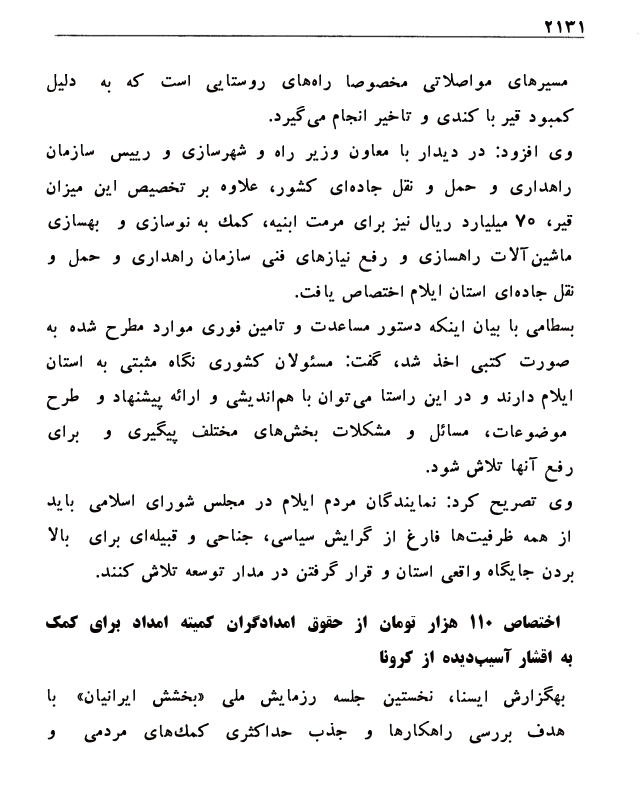 ۲۱۳۱
مسیرهای مواصلاتی مخصوصا راه‌های روستایی است که به دلیل
کمبود قیر با کندی و تاخیر انجام می‌گیرد.
وی افزود: در دیدار با معاون وزیر راه و شهرسازی و رییس سازمان
راهداری و حمل و نقل جاده‌ای کشور، علاوه بر تخصیص این میزان
قیر، ۷۰ میلیارد ریال نیز برای مرمت ابنیه، کمك به نوسازی و بهسازی
ماشین‌آلات راهسازی و رفع نیازهای فنی سازمان راهداری و حمل و
نقل جاده‌ای استان ایلام اختصاص یافت.
بسطامی با بیان اینکه دستور مساعدت و تامین فوری موارد مطرح شده به
صورت کتبی اخذ شد، گفت: مسئولان کشوری نگاه مثبتی به استان
ایلام دارند و در این راستا می‌توان با هم‌اندیشی و ارائه پیشنهاد و طرح
موضوعات، مسائل و مشکلات بخش‌های مختلف پیگیری و برای
رفع آنها تلاش شود.
وی تصریح کرد: نمایندگان مردم ایلام در مجلس شورای اسلامی باید
از همه ظرفیت‌ها فارغ از گرایش سیاسی، جناحی و قبیله‌ای برای بالا
بردن جایگاه واقعی استان و قرار گرفتن در مدار توسعه تلاش کنند.
اختصاص ۱۱۰ هزار تومان از حقوق امدادگران کمیته امداد برای کمک
به اقشار آسیب‌دیده از کرونا
بهگزارش ایسنا، نخستین جلسه رزمایش ملی «بخشش ایرانیان» با
هدف بررسی راهکارها و جذب حداکثری کمك‌های مردمی و